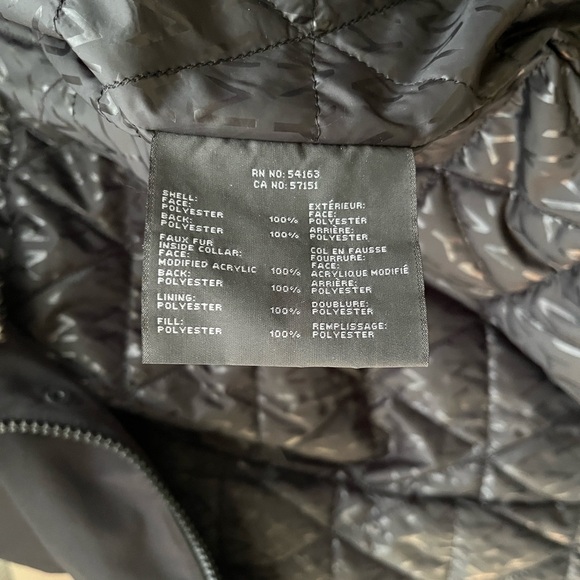 RN NO: 54163
CA NO: 57151
SHELL:
FACE:
POLYESTER 100%
BACK:
POLYESTER 100%
FAUX FUR
INSIDE COLLAR:
FACE:
MODIFIED ACRYLIC 100%
BACK:
POLYESTER 100%
LINING:
POLYESTER 100%
FILL:
POLYESTER 100%
EXTÉRIEUR:
FACE:
POLYESTER
ARRIÈRE:
POLYESTER
COL EN FAUSSE
FOURRURE:
FACE:
ACRYLIQUE MODIFIÉ
ARRIÈRE:
POLYESTER
DOUBLURE:
POLYESTER
REMPLISSAGE:
POLYESTER